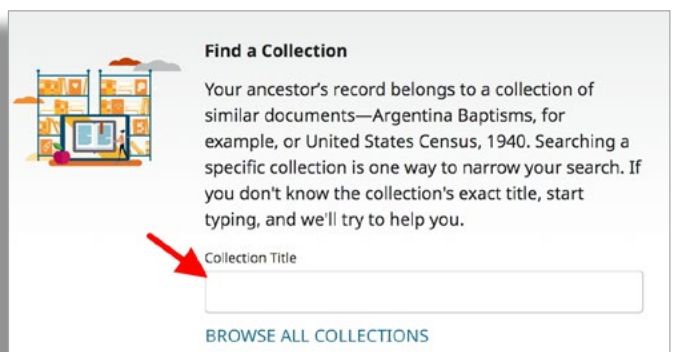 Find a Collection
Your ancestor's record belongs to a collection of
similar documents—Argentina Baptisms, for
example, or United States Census, 1940. Searching a
specific collection is one way to narrow your search. If
you don't know the collection's exact title, start
typing, and we'll try to help you.
Collection Title
BROWSE ALL COLLECTIONS